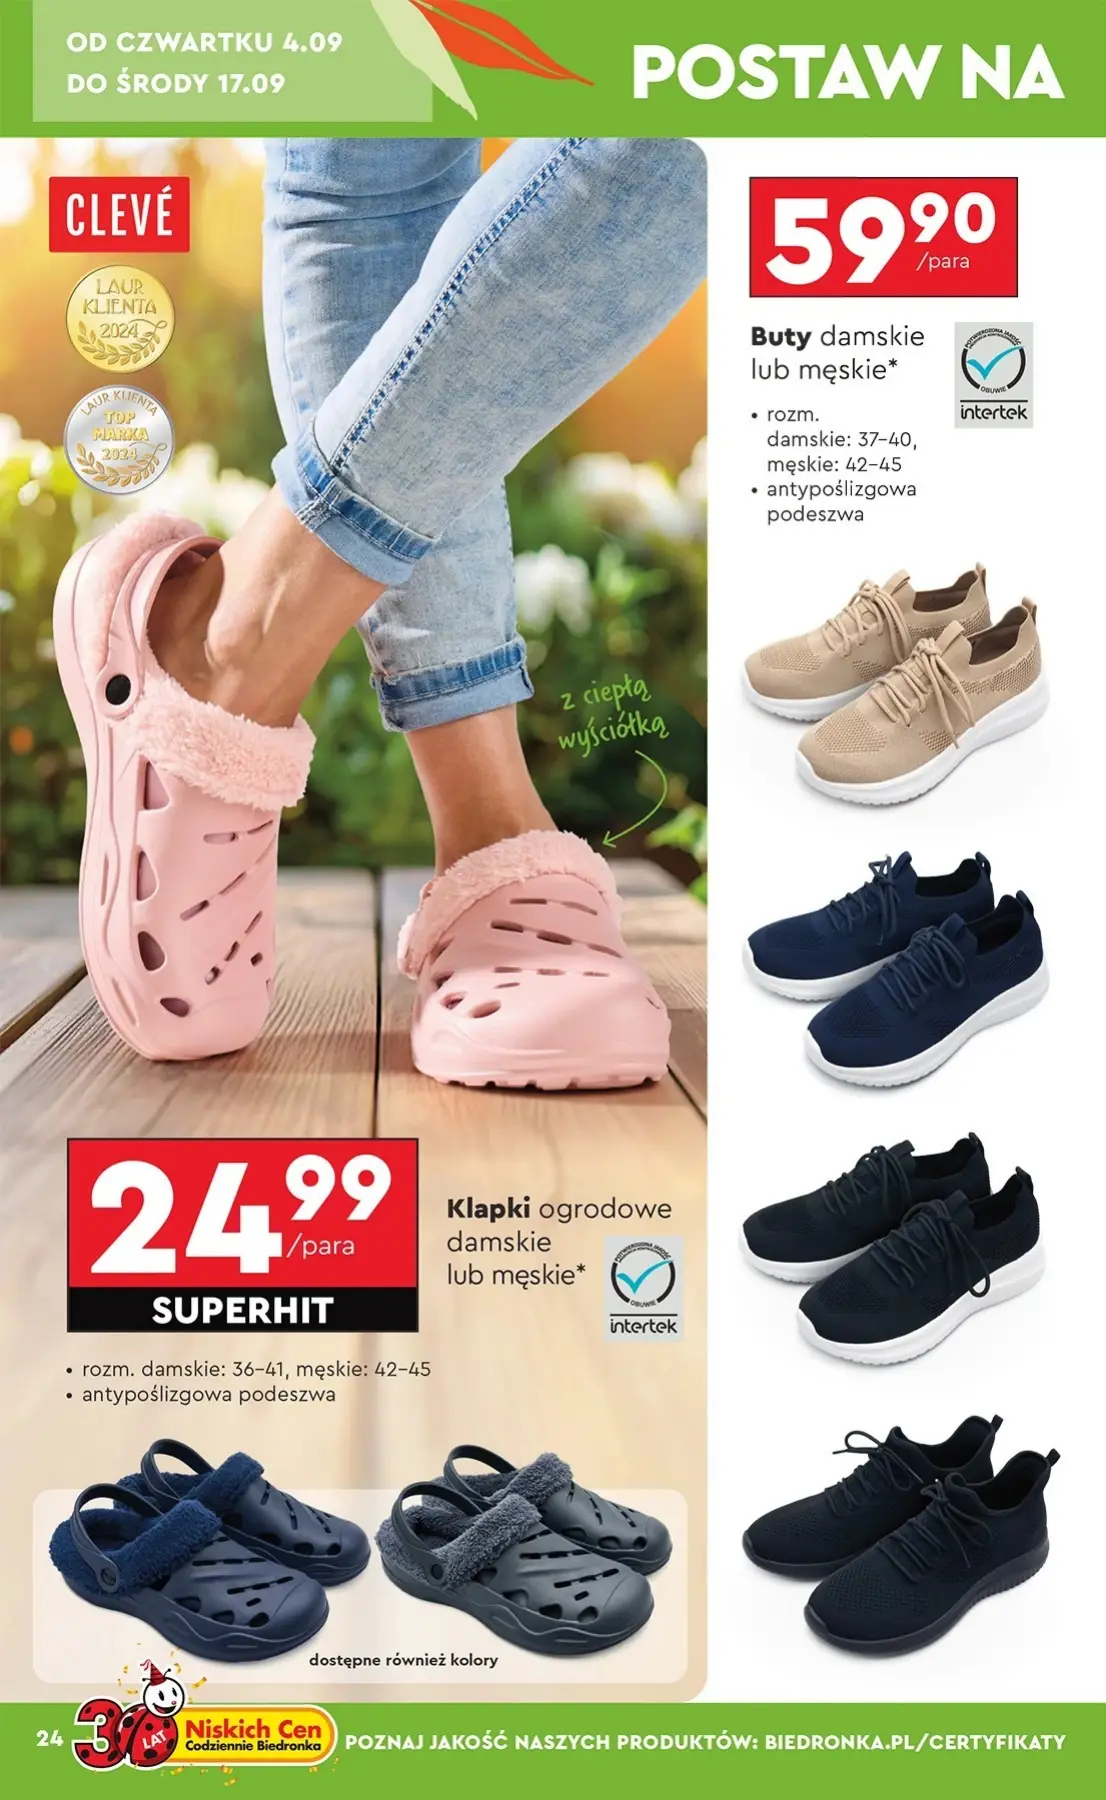 OD CZWARTKU 4.09
DO ŚRODY 17.09
POSTAW NA
CLEVÉ
LAUR
KLIENTA
2024
LAUR KLIENTA
TOP
MARKA
2024
z ciepłą
wyściółką
24 99
/para
SUPERHIT
Klapki ogrodowe
damskie
lub męskie*
POTWIERDZONA JAKOŚĆ
OBUWIE
intertek
• rozm. damskie: 36–41, męskie: 42–45
• antypoślizgowa podeszwa
dostępne również kolory
59 90
/para
Buty damskie
lub męskie*
POTWIERDZONA JAKOŚĆ
OBUWIE
intertek
• rozm.
damskie: 37–40,
męskie: 42–45
• antypoślizgowa
podeszwa
24
30
LAT
Niskich Cen
Codziennie Biedronka
POZNAJ JAKOŚĆ NASZYCH PRODUKTÓW: BIEDRONKA.PL/CERTYFIKATY